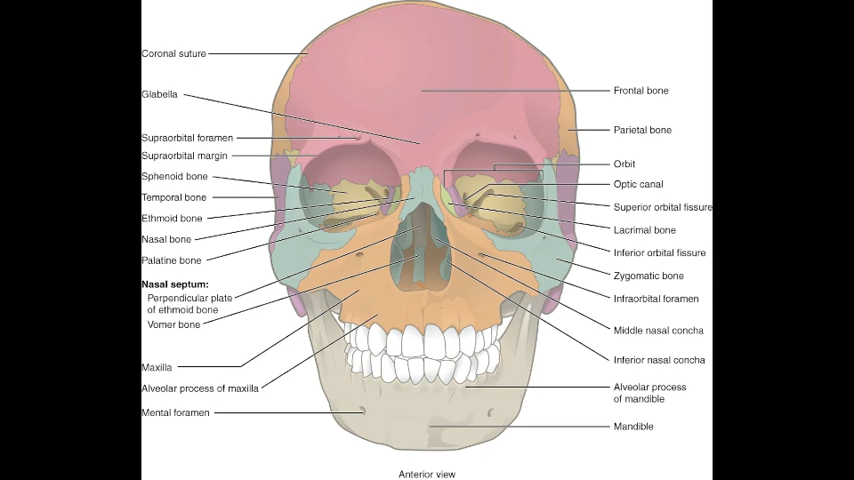 Coronal suture
Glabella
Supraorbital foramen
Supraorbital margin
Sphenoid bone
Temporal bone
Ethmoid bone
Nasal bone
Palatine bone
Nasal septum:
Perpendicular plate
of ethmoid bone
Vomer bone
Maxilla
Alveolar process of maxilla
Mental foramen
Frontal bone
Parietal bone
Orbit
Optic canal
Superior orbital fissure
Lacrimal bone
Inferior orbital fissure
Zygomatic bone
Infraorbital foramen
Middle nasal concha
Inferior nasal concha
Alveolar process
of mandible
Mandible
Anterior view